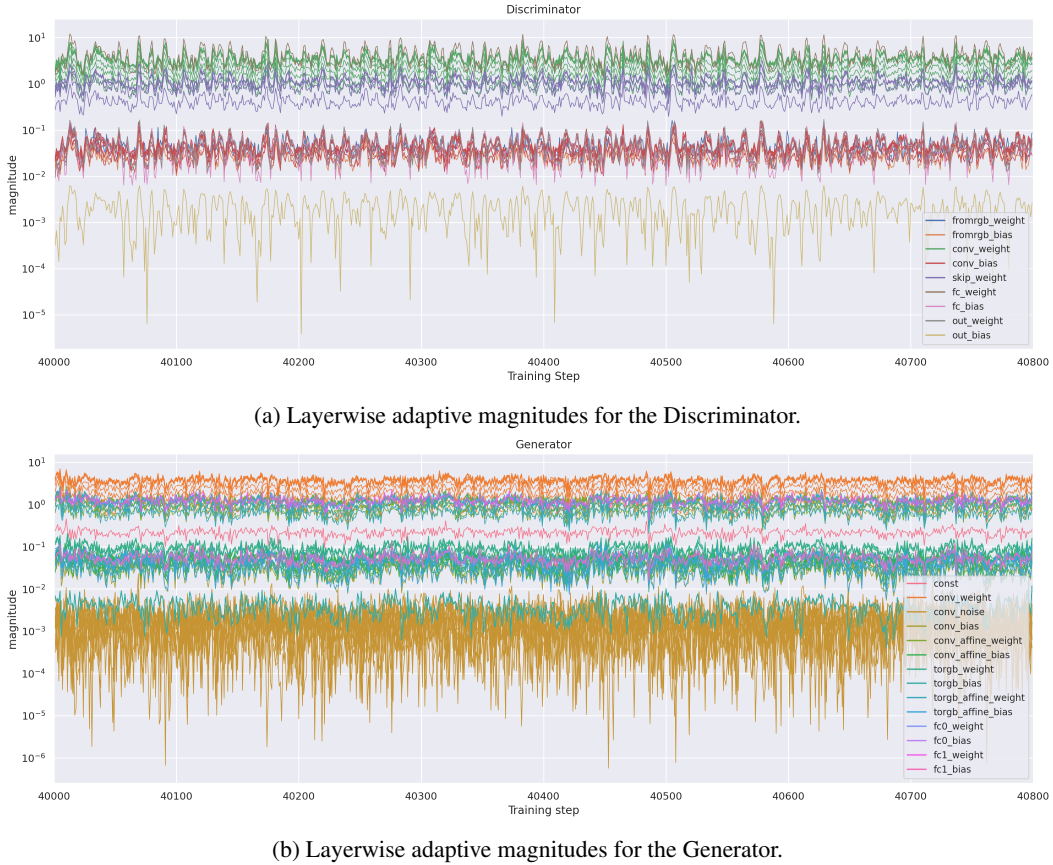 Discriminator
10^1
10^0
10^-1
10^-2
10^-3
10^-4
10^-5
magnitude
fromrgb_weight
fromrgb_bias
conv_weight
conv_bias
skip_weight
fc_weight
fc_bias
out_weight
out_bias
40000 40100 40200 40300 40400 40500 40600 40700 40800
Training Step
(a) Layerwise adaptive magnitudes for the Discriminator.
Generator
10^1
10^0
10^-1
10^-2
10^-3
10^-4
10^-5
10^-6
magnitude
const
conv_weight
conv_noise
conv_bias
conv_affine_weight
conv_affine_bias
torgb_weight
torgb_bias
torgb_affine_weight
torgb_affine_bias
fc0_weight
fc0_bias
fc1_weight
fc1_bias
40000 40100 40200 40300 40400 40500 40600 40700 40800
Training step
(b) Layerwise adaptive magnitudes for the Generator.